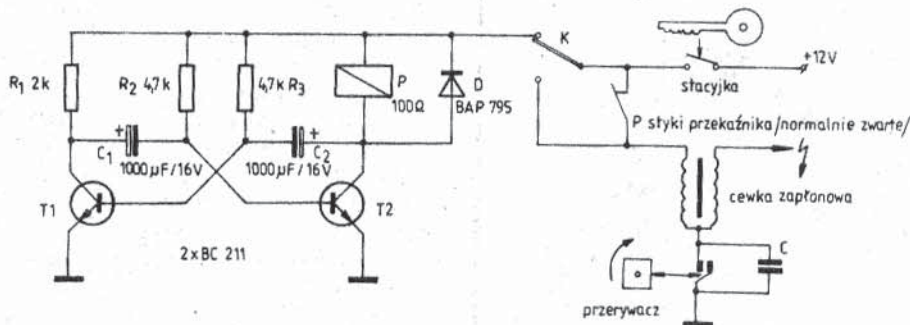 R1 2k
R2 4,7k
4,7k R3
P
100Ω
D
BAP 795
K
stacyjka
+12V
P styki przekaźnika/normalnie zwarte/
+
C1
1000µF/16V
+
C2
1000µF/16V
T1
T2
2xBC 211
cewka zapłonowa
C
przerywacz